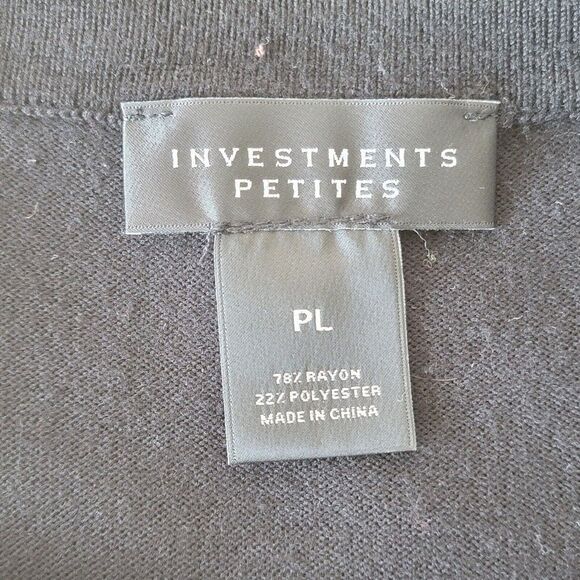 INVESTMENTS
PETITES
PL
78% RAYON
22% POLYESTER
MADE IN CHINA